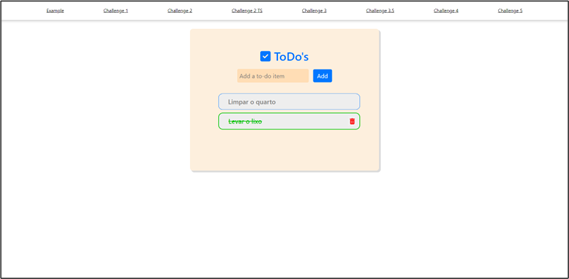 Example Challenge 1 Challenge 2 Challenge 2 TS Challenge 3 Challenge 3.5 Challenge 4 Challenge 5
ToDo's
Add a to-do item Add
Limpar o quarto
Levar o lixo